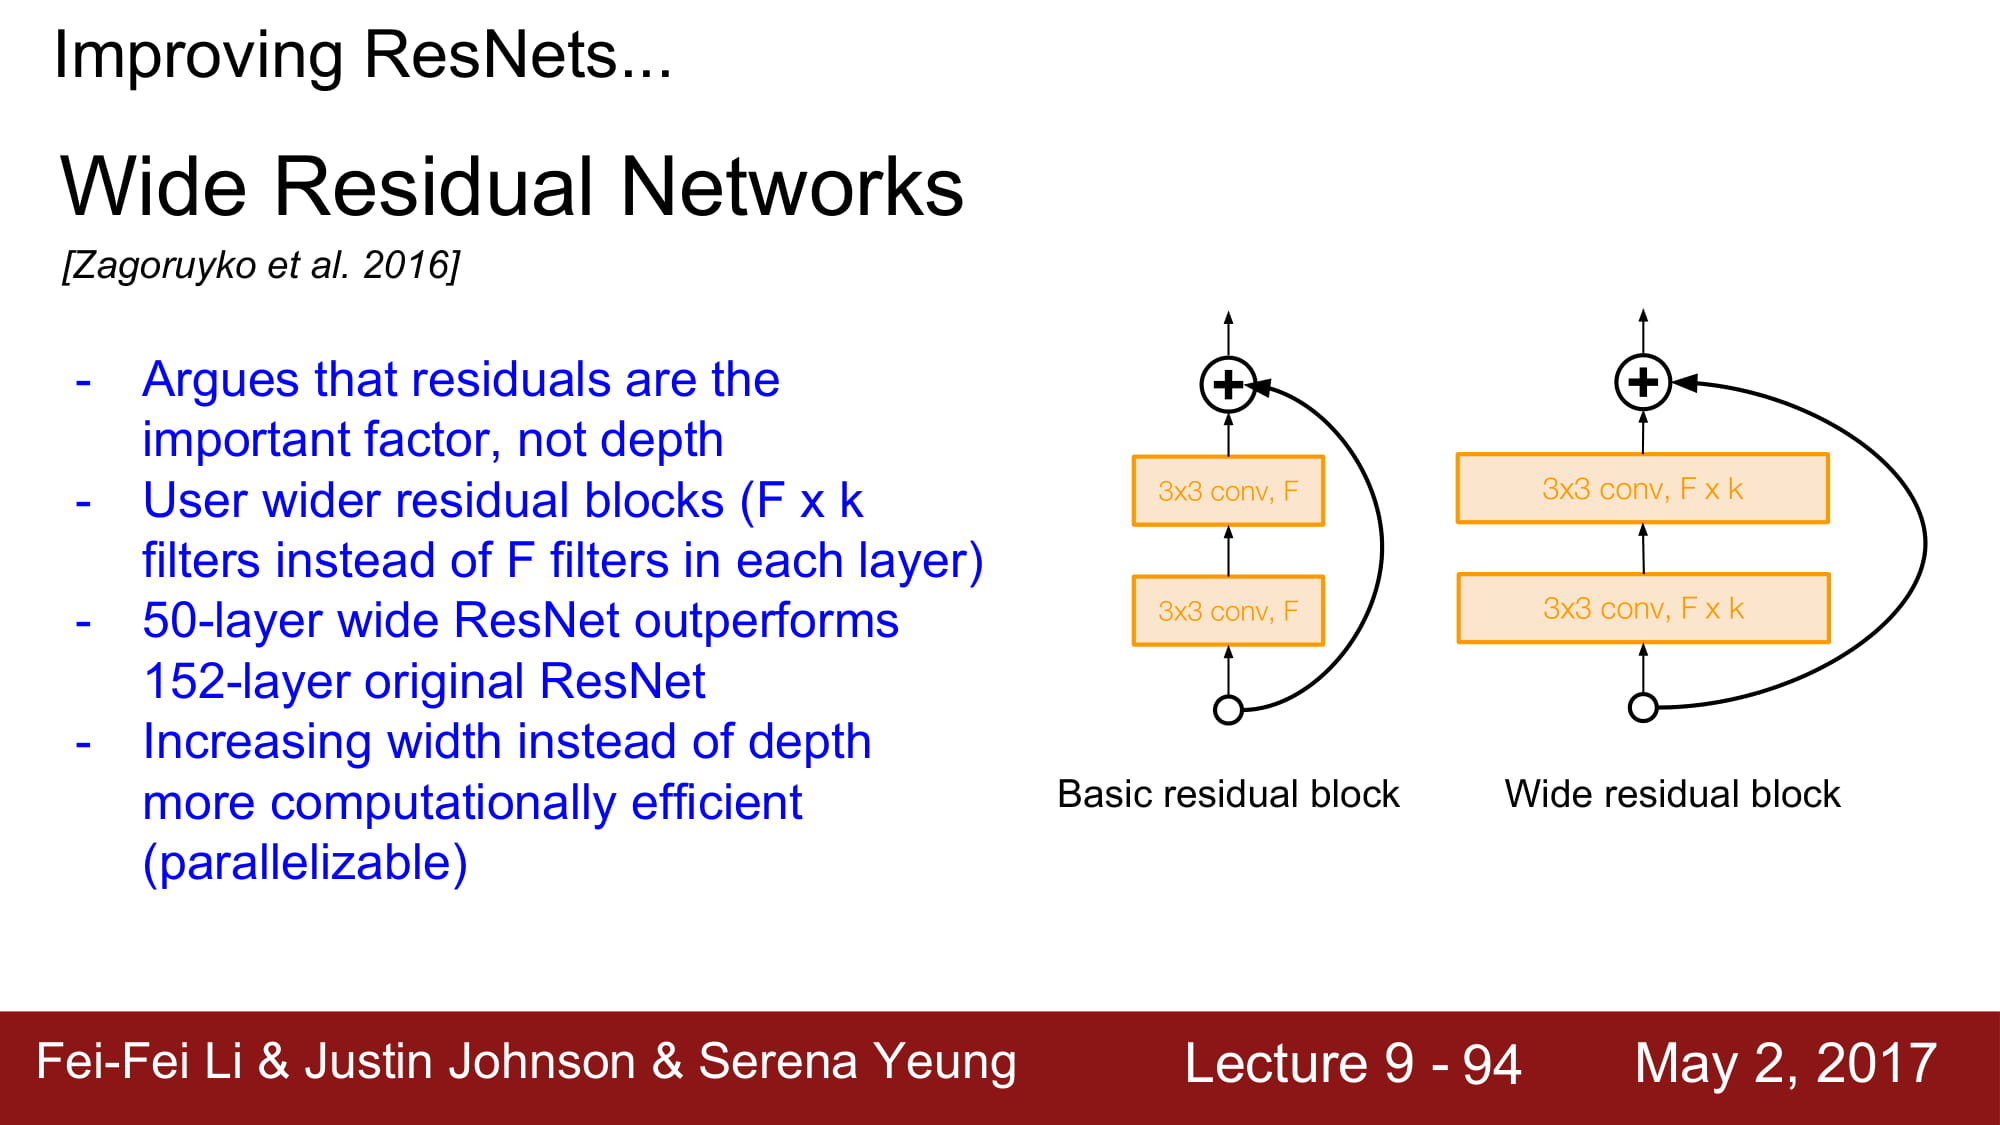 Improving ResNets...
Wide Residual Networks
[Zagoruyko et al. 2016]
- Argues that residuals are the
important factor, not depth
- User wider residual blocks (F x k
filters instead of F filters in each layer)
- 50-layer wide ResNet outperforms
152-layer original ResNet
- Increasing width instead of depth
more computationally efficient
(parallelizable)
+
3x3 conv, F
3x3 conv, F
Basic residual block
+
3x3 conv, F x k
3x3 conv, F x k
Wide residual block
Fei-Fei Li & Justin Johnson & Serena Yeung
Lecture 9 - 94
May 2, 2017